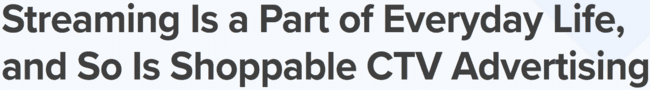 Streaming Is a Part of Everyday Life,
and So Is Shoppable CTV Advertising